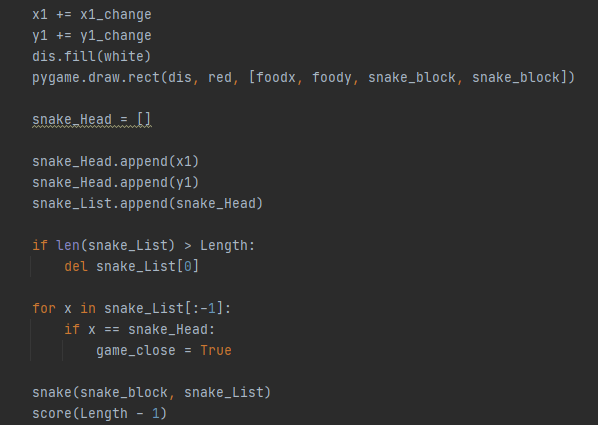 x1 += x1_change
y1 += y1_change
dis.fill(white)
pygame.draw.rect(dis, red, [foodx, foody, snake_block, snake_block])
snake_Head = []
snake_Head.append(x1)
snake_Head.append(y1)
snake_List.append(snake_Head)
if len(snake_List) > Length:
del snake_List[0]
for x in snake_List[:-1]:
if x == snake_Head:
game_close = True
snake(snake_block, snake_List)
score(Length - 1)